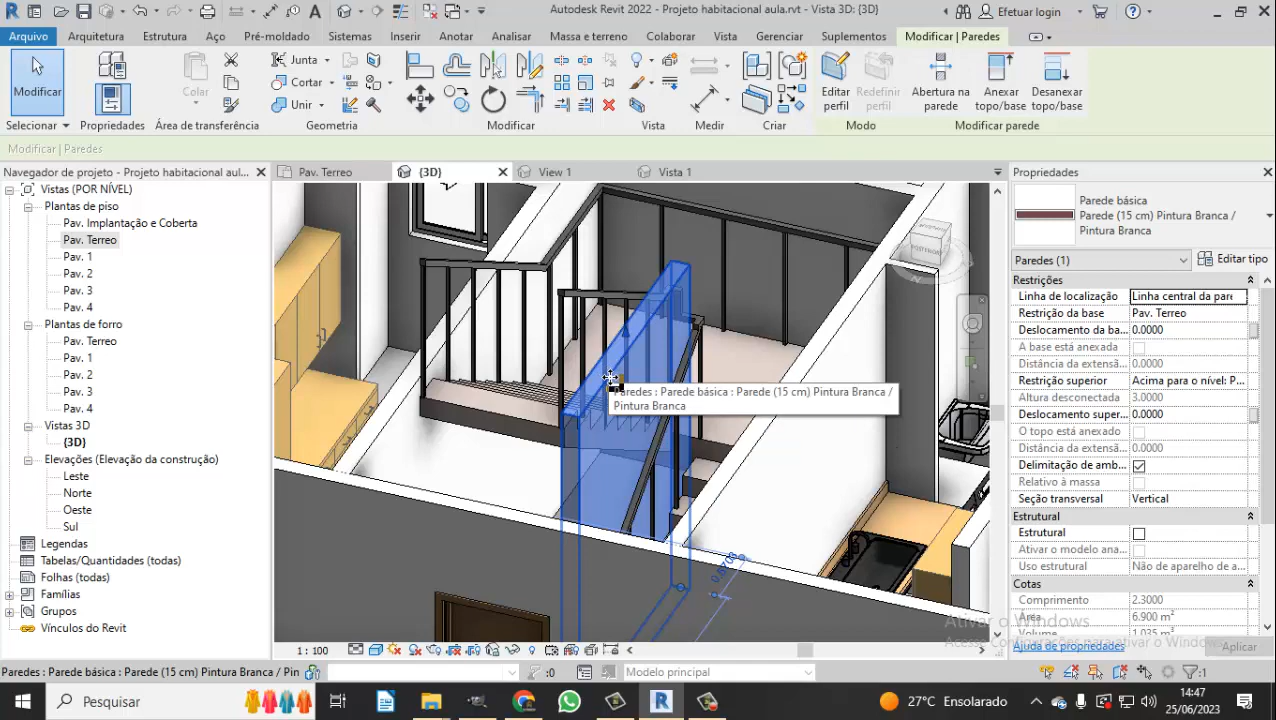 Autodesk Revit 2022 - Projeto habitacional aula.rvt - Vista 3D: {3D}
Efetuar login
Arquivo Arquitetura Estrutura Aço Pré-moldado Sistemas Inserir Anotar Analisar Massa e terreno Colaborar Vista Gerenciar Suplementos Modificar | Paredes
Modificar
Colar
Junta
Cortar
Unir
Editar perfil
Redefinir perfil
Abertura na parede
Anexar topo/base
Desanexar topo/base
Selecionar Propriedades Área de transferência Geometria Modificar Vista Medir Criar Modo Modificar parede
Modificar | Paredes
Navegador de projeto - Projeto habitacional aul...
Vistas (POR NÍVEL)
Plantas de piso
Pav. Implantação e Coberta
Pav. Terreo
Pav. 1
Pav. 2
Pav. 3
Pav. 4
Plantas de forro
Pav. Terreo
Pav. 1
Pav. 2
Pav. 3
Pav. 4
Vistas 3D
{3D}
Elevações (Elevação da construção)
Leste
Norte
Oeste
Sul
Legendas
Tabelas/Quantidades (todas)
Folhas (todas)
Famílias
Grupos
Vínculos do Revit
Pav. Terreo {3D} View 1 Vista 1
Paredes : Parede básica : Parede (15 cm) Pintura Branca /
Pintura Branca
Propriedades
Parede básica
Parede (15 cm) Pintura Branca /
Pintura Branca
Paredes (1) Editar tipo
Restrições
Linha de localização Linha central da pare
Restrição da base Pav. Terreo
Deslocamento da ba... 0.0000
A base está anexada
Distância da extensã... 0.0000
Restrição superior Acima para o nível: P...
Altura desconectada 3.0000
Deslocamento super... 0.0000
O topo está anexado
Distância da extensã... 0.0000
Delimitação de amb...
Relativo à massa
Seção transversal Vertical
Estrutural
Estrutural
Ativar o modelo ana...
Uso estrutural Não de aparelho de a...
Cotas
Comprimento 2.3000
Área 6.900 m²
Volume 1.035 m³
Ajuda de propriedades Aplicar
Ativar o Windows
Acesse Configurações para ativar o Windows.
1 : 100
Paredes : Parede básica : Parede (15 cm) Pintura Branca / Pin
:0
Modelo principal
:1
Pesquisar
27°C Ensolarado
14:47
25/06/2023